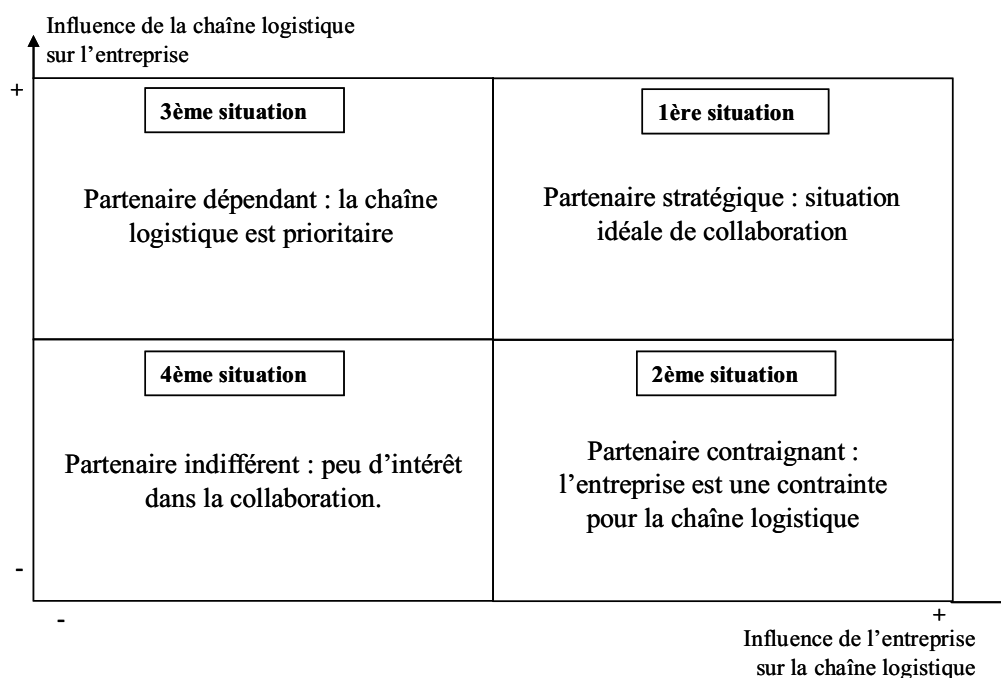 Influence de la chaîne logistique
sur l’entreprise
+
3ème situation
Partenaire dépendant : la chaîne
logistique est prioritaire
1ère situation
Partenaire stratégique : situation
idéale de collaboration
4ème situation
Partenaire indifférent : peu d’intérêt
dans la collaboration.
2ème situation
Partenaire contraignant :
l’entreprise est une contrainte
pour la chaîne logistique
-
-
+
Influence de l’entreprise
sur la chaîne logistique